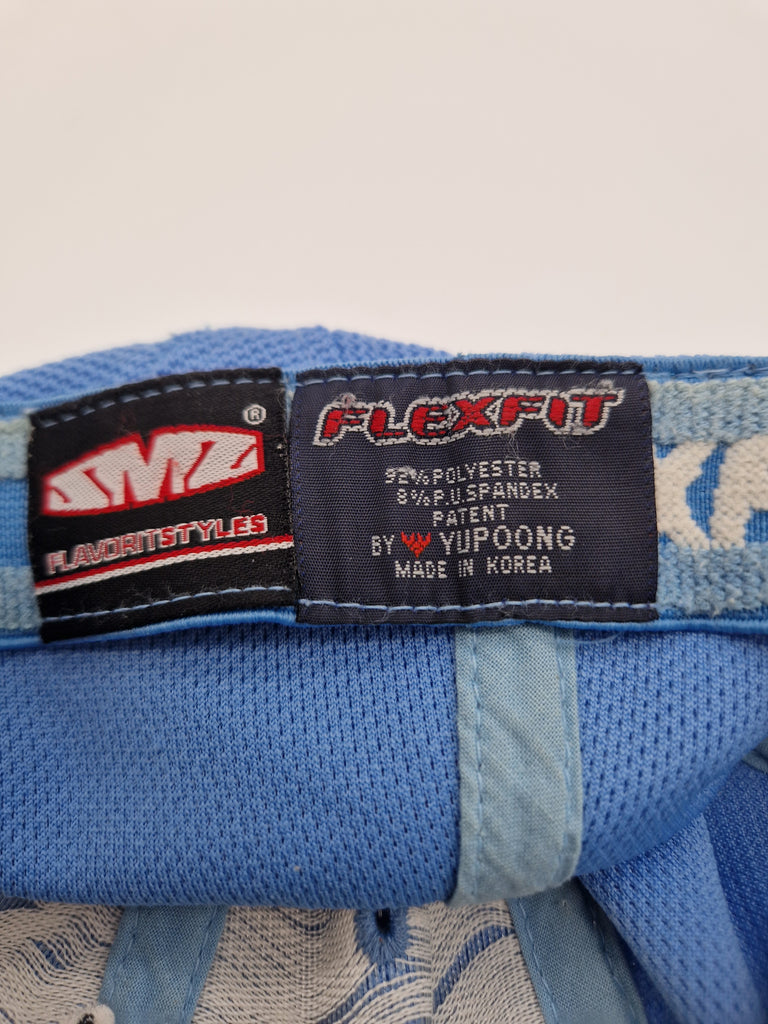 ®
SMZ
FLAVORITSTYLES
FLEXFIT
92% POLYESTER
8% P.U.SPANDEX
PATENT
BY YUPOONG
MADE IN KOREA